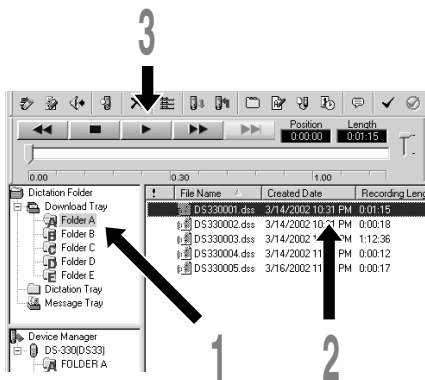 3
Position Length
0:00:00 0:01:15
0.00 0.30 1.00
Dictation Folder
Download Tray
Folder A
Folder B
Folder C
Folder D
Folder E
Dictation Tray
Message Tray
! File Name Created Date Recording Leng
DS330001.dss 3/14/2002 10:31 PM 0:01:15
DS330002.dss 3/14/2002 PM 0:00:18
DS330003.dss 3/14/2002 PM 1:12:36
DS330004.dss 3/14/2002 11 PM 0:00:12
DS330005.dss 3/16/2002 11 PM 0:00:17
Device Manager
DS-330(DS33)
FOLDER A
1 2